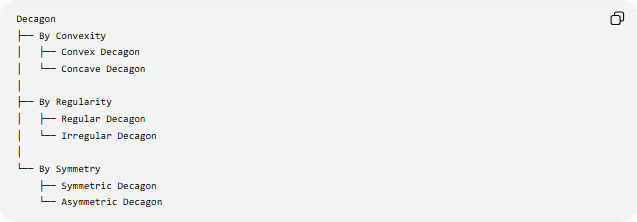 Decagon
├── By Convexity
│   ├── Convex Decagon
│   └── Concave Decagon
│
├── By Regularity
│   ├── Regular Decagon
│   └── Irregular Decagon
│
└── By Symmetry
    ├── Symmetric Decagon
    └── Asymmetric Decagon